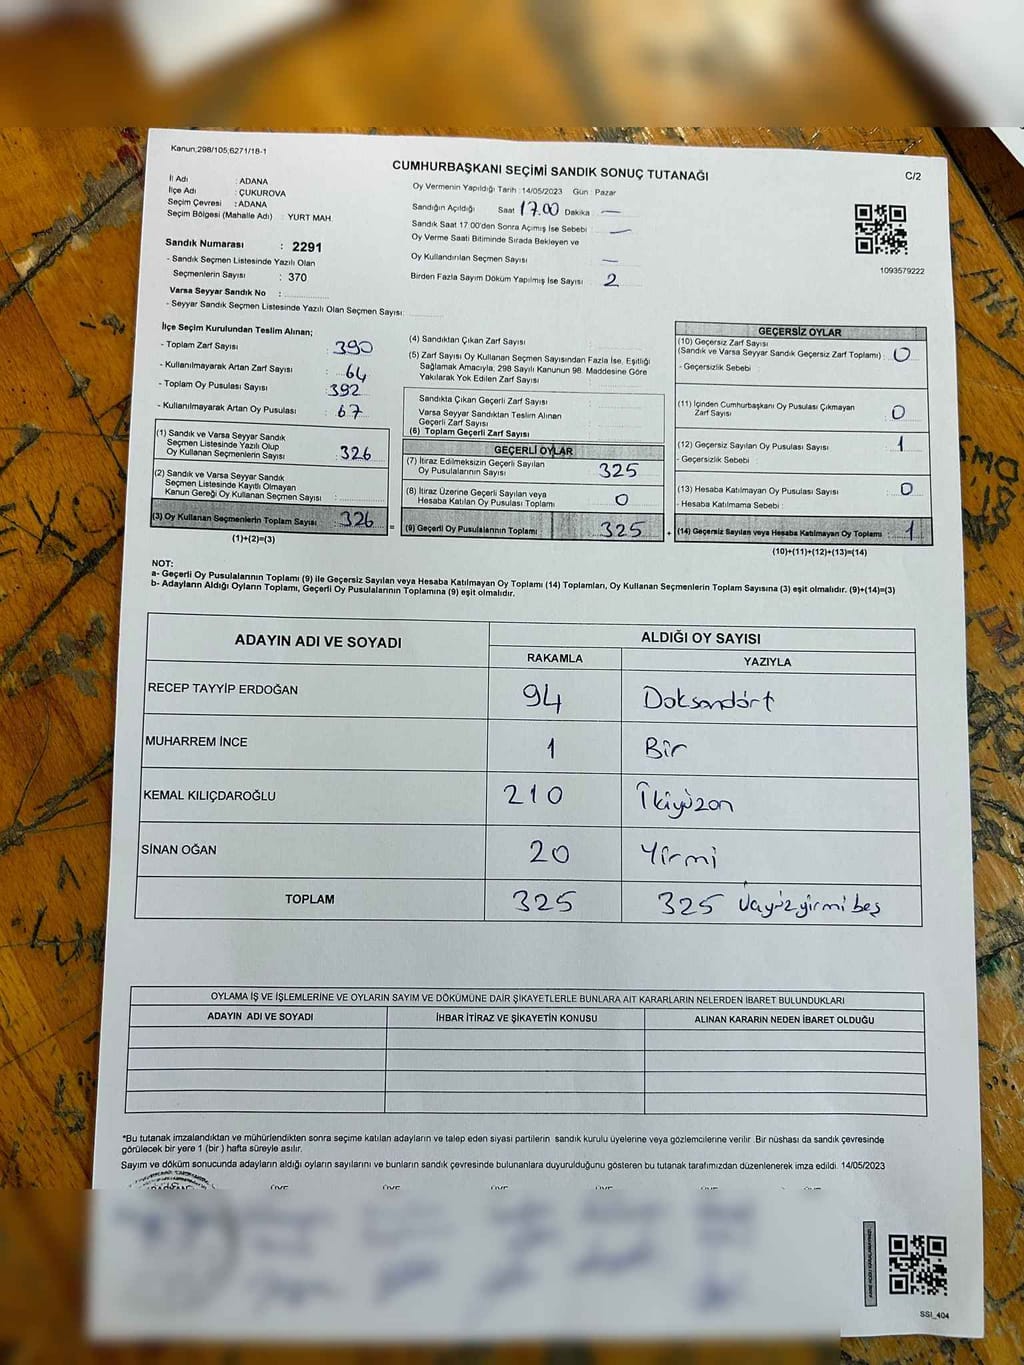 Kanun;298/105;6271/18-1
CUMHURBAŞKANI SEÇİMİ SANDIK SONUÇ TUTANAĞI
C/2
İl Adı : ADANA
İlçe Adı : ÇUKUROVA
Seçim Çevresi : ADANA
Seçim Bölgesi (Mahalle Adı) : YURT MAH.
Sandık Numarası : 2291
- Sandık Seçmen Listesinde Yazılı Olan
Seçmenlerin Sayısı : 370
Varsa Seyyar Sandık No :
- Seyyar Sandık Seçmen Listesinde Yazılı Olan Seçmen Sayısı:
Oy Vermenin Yapıldığı Tarih : 14/05/2023 Gün : Pazar
Sandığın Açıldığı Saat 17.00 Dakika —
Sandık Saat 17.00'den Sonra Açımış İse Sebebi : —
Oy Verme Saati Bitiminde Sırada Bekleyen ve
Oy Kullandırılan Seçmen Sayısı —
Birden Fazla Sayım Döküm Yapılmış İse Sayısı : 2
1093579222
İlçe Seçim Kurulundan Teslim Alınan;
- Toplam Zarf Sayısı : 390
- Kullanılmayarak Artan Zarf Sayısı : 64
- Toplam Oy Pusulası Sayısı : 392
- Kullanılmayarak Artan Oy Pusulası : 67
(1) Sandık ve Varsa Seyyar Sandık
Seçmen Listesinde Yazılı Olup
Oy Kullanan Seçmenlerin Sayısı : 326
(2) Sandık ve Varsa Seyyar Sandık
Seçmen Listesinde Kayıtlı Olmayan
Kanun Gereği Oy Kullanan Seçmen Sayısı :
(3) Oy Kullanan Seçmenlerin Toplam Sayısı : 326 =
(1)+(2)=(3)
(4) Sandıktan Çıkan Zarf Sayısı :
(5) Zarf Sayısı Oy Kullanan Seçmen Sayısından Fazla İse, Eşitliği
Sağlamak Amacıyla, 298 Sayılı Kanunun 98. Maddesine Göre
Yakılarak Yok Edilen Zarf Sayısı :
Sandıkta Çıkan Geçerli Zarf Sayısı :
Varsa Seyyar Sandıktan Teslim Alınan
Geçerli Zarf Sayısı :
(6) Toplam Geçerli Zarf Sayısı :
GEÇERLİ OYLAR
(7) İtiraz Edilmeksizin Geçerli Sayılan
Oy Pusulalarının Sayısı : 325
(8) İtiraz Üzerine Geçerli Sayılan veya
Hesaba Katılan Oy Pusulası Toplamı : 0
(9) Geçerli Oy Pusulalarının Toplamı : 325 +
GEÇERSİZ OYLAR
(10) Geçersiz Zarf Sayısı
(Sandık ve Varsa Seyyar Sandık Geçersiz Zarf Toplamı) : 0
- Geçersizlik Sebebi :
(11) İçinden Cumhurbaşkanı Oy Pusulası Çıkmayan
Zarf Sayısı : 0
(12) Geçersiz Sayılan Oy Pusulası Sayısı : 1
- Geçersizlik Sebebi :
(13) Hesaba Katılmayan Oy Pusulası Sayısı : 0
- Hesaba Katılmama Sebebi :
(14) Geçersiz Sayılan veya Hesaba Katılmayan Oy Toplamı : 1
(10)+(11)+(12)+(13)=(14)
NOT:
a- Geçerli Oy Pusulalarının Toplamı (9) ile Geçersiz Sayılan veya Hesaba Katılmayan Oy Toplamı (14) Toplamları, Oy Kullanan Seçmenlerin Toplam Sayısına (3) eşit olmalıdır. (9)+(14)=(3)
b- Adayların Aldığı Oyların Toplamı, Geçerli Oy Pusulalarının Toplamına (9) eşit olmalıdır.
ADAYIN ADI VE SOYADI
ALDIĞI OY SAYISI
RAKAMLA YAZIYLA
RECEP TAYYİP ERDOĞAN 94 Doksandört
MUHARREM İNCE 1 Bir
KEMAL KILIÇDAROĞLU 210 İkiyüzon
SİNAN OĞAN 20 Yirmi
TOPLAM 325 325 üçyüzyirmi beş
OYLAMA İŞ VE İŞLEMLERİNE VE OYLARIN SAYIM VE DÖKÜMÜNE DAİR ŞİKAYETLERLE BUNLARA AİT KARARLARIN NELERDEN İBARET BULUNDUKLARI
ADAYIN ADI VE SOYADI İHBAR İTİRAZ VE ŞİKAYETİN KONUSU ALINAN KARARIN NEDEN İBARET OLDUĞU
*Bu tutanak imzalandıktan ve mühürlendikten sonra seçime katılan adayların ve talep eden siyasi partilerin sandık kurulu üyelerine veya gözlemcilerine verilir .Bir nüshası da sandık çevresinde
görülecek bir yere 1 (bir ) hafta süreyle asılır.
Sayım ve döküm sonucunda adayların aldığı oyların sayılarını ve bunların sandık çevresinde bulunanlara duyurulduğunu gösteren bu tutanak tarafımızdan düzenlenerek imza edildi. 14/05/2023
SSI_404